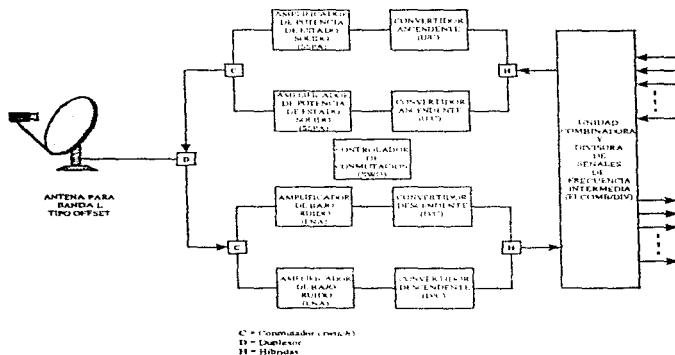 AMPLIFICADOR
DE POTENCIA
DE ESTADO
SOLIDO
(SSPA)
CONVERTIDOR
ASCENDENTE
(U/C)
C
H
AMPLIFICADOR
DE POTENCIA
DE ESTADO
SOLIDO
(SSPA)
CONVERTIDOR
ASCENDENTE
(U/C)
CONTROLADOR
DE
CONMUTACION
D
ANTENA PARA
BANDA L
TIPO OFFSET
UNIDAD
COMBINADORA
Y
DIVISORA
DE
SEÑALES
DE
FRECUENCIA
INTERMEDIA
(FI COMB/DIV)
AMPLIFICADOR
DE BAJO
RUIDO
(LNA)
CONVERTIDOR
DESCENDENTE
(D/C)
C
H
AMPLIFICADOR
DE BAJO
RUIDO
(LNA)
CONVERTIDOR
DESCENDENTE
(D/C)
C = Conmutador (switch)
D = Duplexor
H = Híbridas